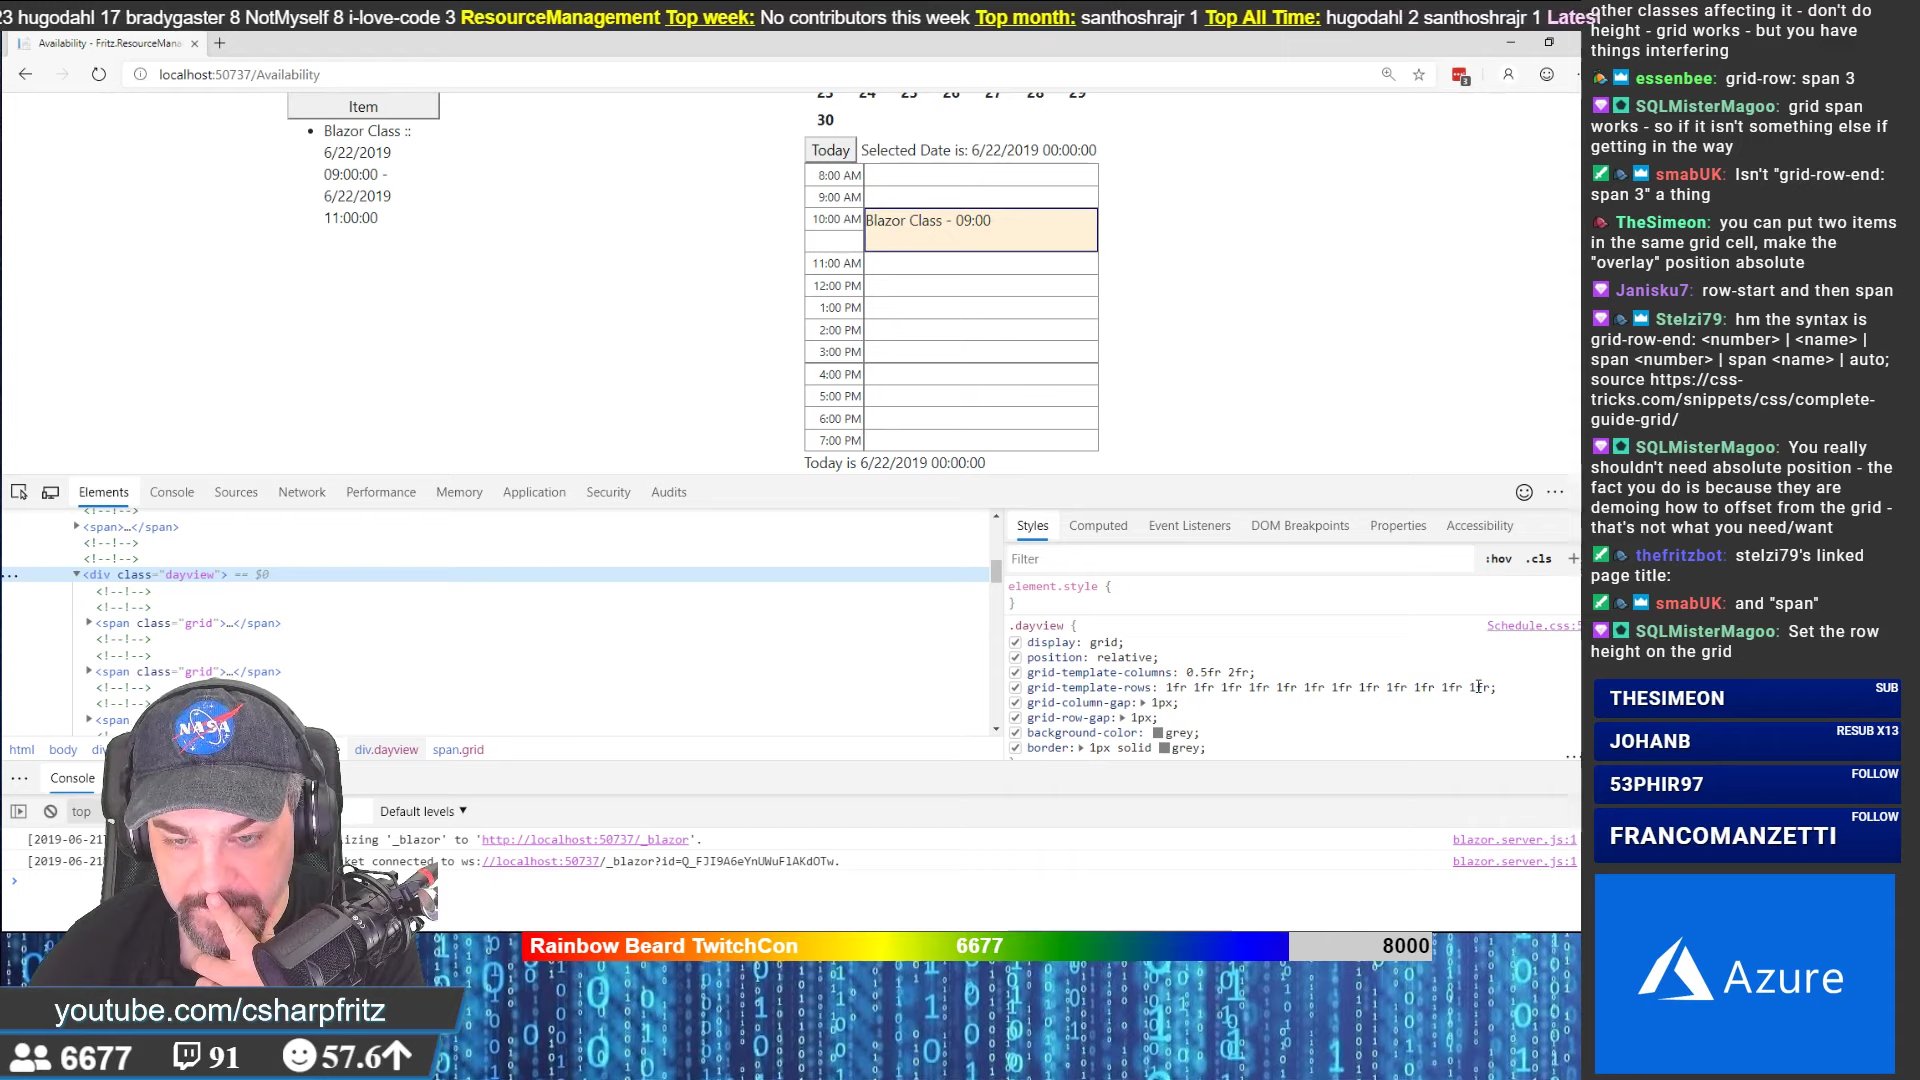 23 hugodahl 17 bradygaster 8 NotMyself 8 i-love-code 3 ResourceManagement Top week: No contributors this week Top month: santhoshrajr 1 Top All Time: hugodahl 2 santhoshrajr 1 Latest
Availability - Fritz.ResourceMana
localhost:50737/Availability
Item
Blazor Class ::
6/22/2019
09:00:00 -
6/22/2019
11:00:00
23 24 25 26 27 28 29
30
Today Selected Date is: 6/22/2019 00:00:00
8:00 AM
9:00 AM
10:00 AM Blazor Class - 09:00
11:00 AM
12:00 PM
1:00 PM
2:00 PM
3:00 PM
4:00 PM
5:00 PM
6:00 PM
7:00 PM
Today is 6/22/2019 00:00:00
Elements Console Sources Network Performance Memory Application Security Audits
<!--!-->
<span>…</span>
<!--!-->
<!--!-->
<div class="dayview"> == $0
<!--!-->
<!--!-->
<span class="grid">…</span>
<!--!-->
<!--!-->
<span class="grid">…</span>
<!--!-->
<!--!-->
<span
html body div.dayview span.grid
Styles Computed Event Listeners DOM Breakpoints Properties Accessibility
Filter :hov .cls +
element.style {
}
.dayview { Schedule.css:5
display: grid;
position: relative;
grid-template-columns: 0.5fr 2fr;
grid-template-rows: 1fr 1fr 1fr 1fr 1fr 1fr 1fr 1fr 1fr 1fr 1fr 1fr;
grid-column-gap: 1px;
grid-row-gap: 1px;
background-color: grey;
border: 1px solid grey;
Console
top Default levels ▼
[2019-06-21 izing '_blazor' to 'http://localhost:50737/_blazor'. blazor.server.js:1
[2019-06-21 ket connected to ws://localhost:50737/_blazor?id=Q_FJI9A6eYnUWuFlAKdOTw. blazor.server.js:1
NASA
Rainbow Beard TwitchCon 6677 8000
youtube.com/csharpfritz
6677 91 57.6
other classes affecting it - don't do
height - grid works - but you have
things interfering
essenbee: grid-row: span 3
SQLMisterMagoo: grid span
works - so if it isn't something else if
getting in the way
smabUK: Isn't "grid-row-end:
span 3" a thing
TheSimeon: you can put two items
in the same grid cell, make the
"overlay" position absolute
Janisku7: row-start and then span
Stelzi79: hm the syntax is
grid-row-end: <number> | <name> |
span <number> | span <name> | auto;
source https://css-
tricks.com/snippets/css/complete-
guide-grid/
SQLMisterMagoo: You really
shouldn't need absolute position - the
fact you do is because they are
demoing how to offset from the grid -
that's not what you need/want
thefritzbot: stelzi79's linked
page title:
smabUK: and "span"
SQLMisterMagoo: Set the row
height on the grid
THESIMEON SUB
JOHANB RESUB X13
53PHIR97 FOLLOW
FRANCOMANZETTI FOLLOW
Azure